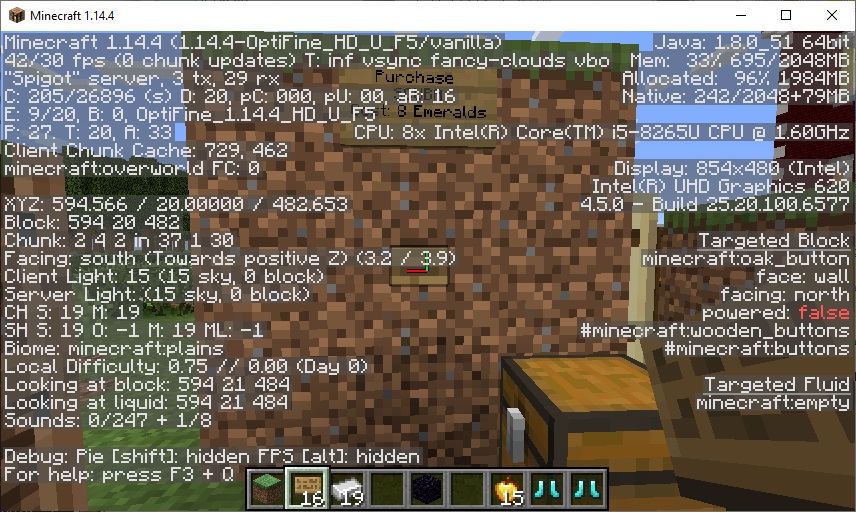 Minecraft 1.14.4
Minecraft 1.14.4 (1.14.4-OptiFine_HD_U_F5/vanilla)
42/30 fps (0 chunk updates) T: inf vsync fancy-clouds vbo
"Spigot" server, 3 tx, 29 rx
C: 205/26896 (s) D: 20, pC: 000, pU: 00, aB: 16
E: 9/20, B: 0, OptiFine_1.14.4_HD_U_F5
P: 27, T: 20, A: 33
Client Chunk Cache: 729, 462
minecraft:overworld FC: 0
XYZ: 594.566 / 20.00000 / 482.653
Block: 594 20 482
Chunk: 2 4 2 in 37 1 30
Facing: south (Towards positive Z) (3.2 / 3.9)
Client Light: 15 (15 sky, 0 block)
Server Light: (15 sky, 0 block)
CH S: 19 M: 19
SH S: 19 O: -1 M: 19 ML: -1
Biome: minecraft:plains
Local Difficulty: 0.75 // 0.00 (Day 0)
Looking at block: 594 21 484
Looking at liquid: 594 21 484
Sounds: 0/247 + 1/8
Debug: Pie [shift]: hidden FPS [alt]: hidden
For help: press F3 + Q
Java: 1.8.0_51 64bit
Mem: 33% 695/2048MB
Allocated: 96% 1984MB
Native: 242/2048+79MB
CPU: 8x Intel(R) Core(TM) i5-8265U CPU @ 1.60GHz
Display: 854x480 (Intel)
Intel(R) UHD Graphics 620
4.5.0 - Build 25.20.100.6577
Targeted Block
minecraft:oak_button
face: wall
facing: north
powered: false
#minecraft:wooden_buttons
#minecraft:buttons
Targeted Fluid
minecraft:empty
Purchase
8 Emeralds
16
19
15